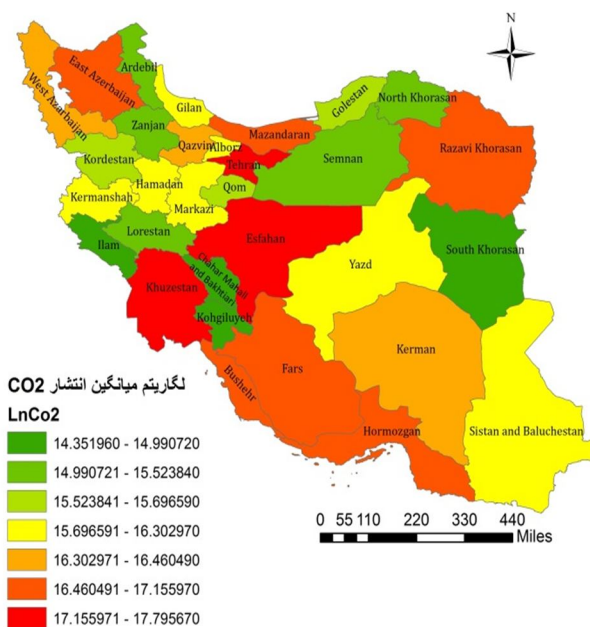 N
East Azerbaijan
Ardebil
West Azarbaijan
Gilan
Golestan
North Khorasan
Zanjan
Mazandaran
Razavi Khorasan
Qazvin
Alborz
Tehran
Semnan
Kordestan
Hamadan
Qom
Kermanshah
Markazi
Lorestan
Esfahan
Ilam
Yazd
South Khorasan
Chahar Mahall
and Bakhtiari
Khuzestan
Kohgiluyeh
Kerman
Fars
Bushehr
Hormozgan
Sistan and Baluchestan
لگاریتم میانگین انتشار CO2
LnCo2
14.351960 - 14.990720
14.990721 - 15.523840
15.523841 - 15.696590
15.696591 - 16.302970
16.302971 - 16.460490
16.460491 - 17.155970
17.155971 - 17.795670
0 55 110 220 330 440
Miles